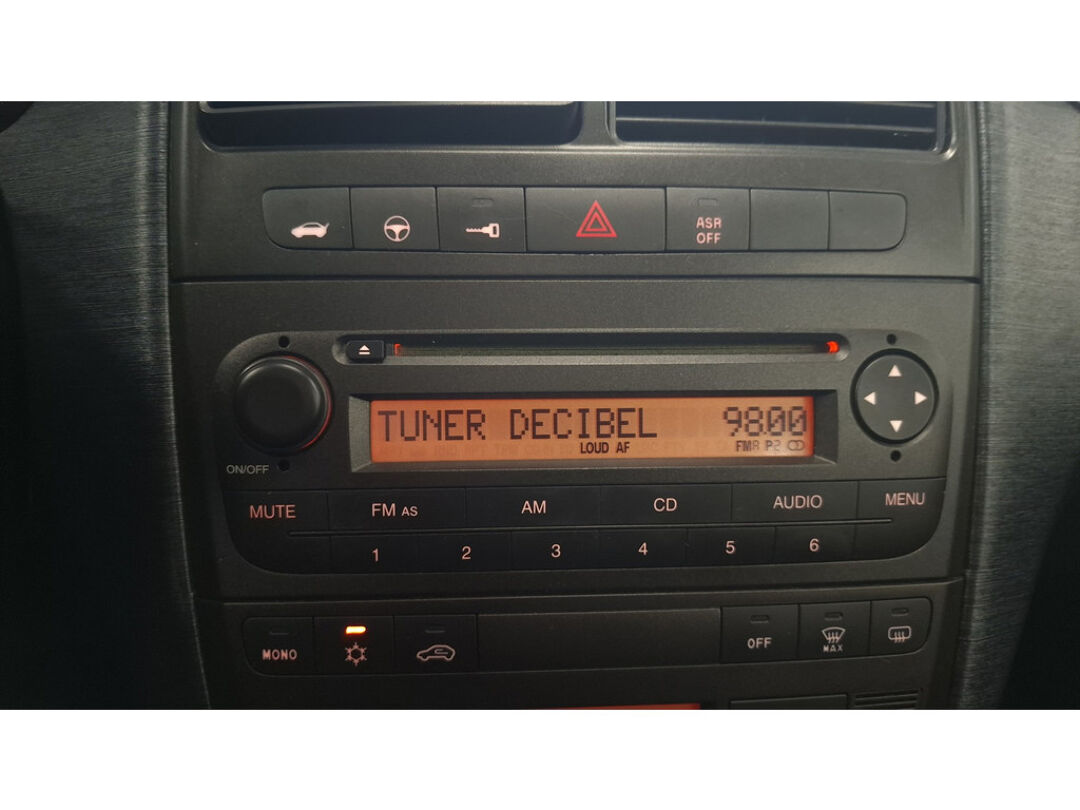 ASR
OFF
TUNER DECIBEL 98.00
LOUD AF P2
ON/OFF
MUTE FM AS AM CD AUDIO MENU
1 2 3 4 5 6
MONO OFF MAX